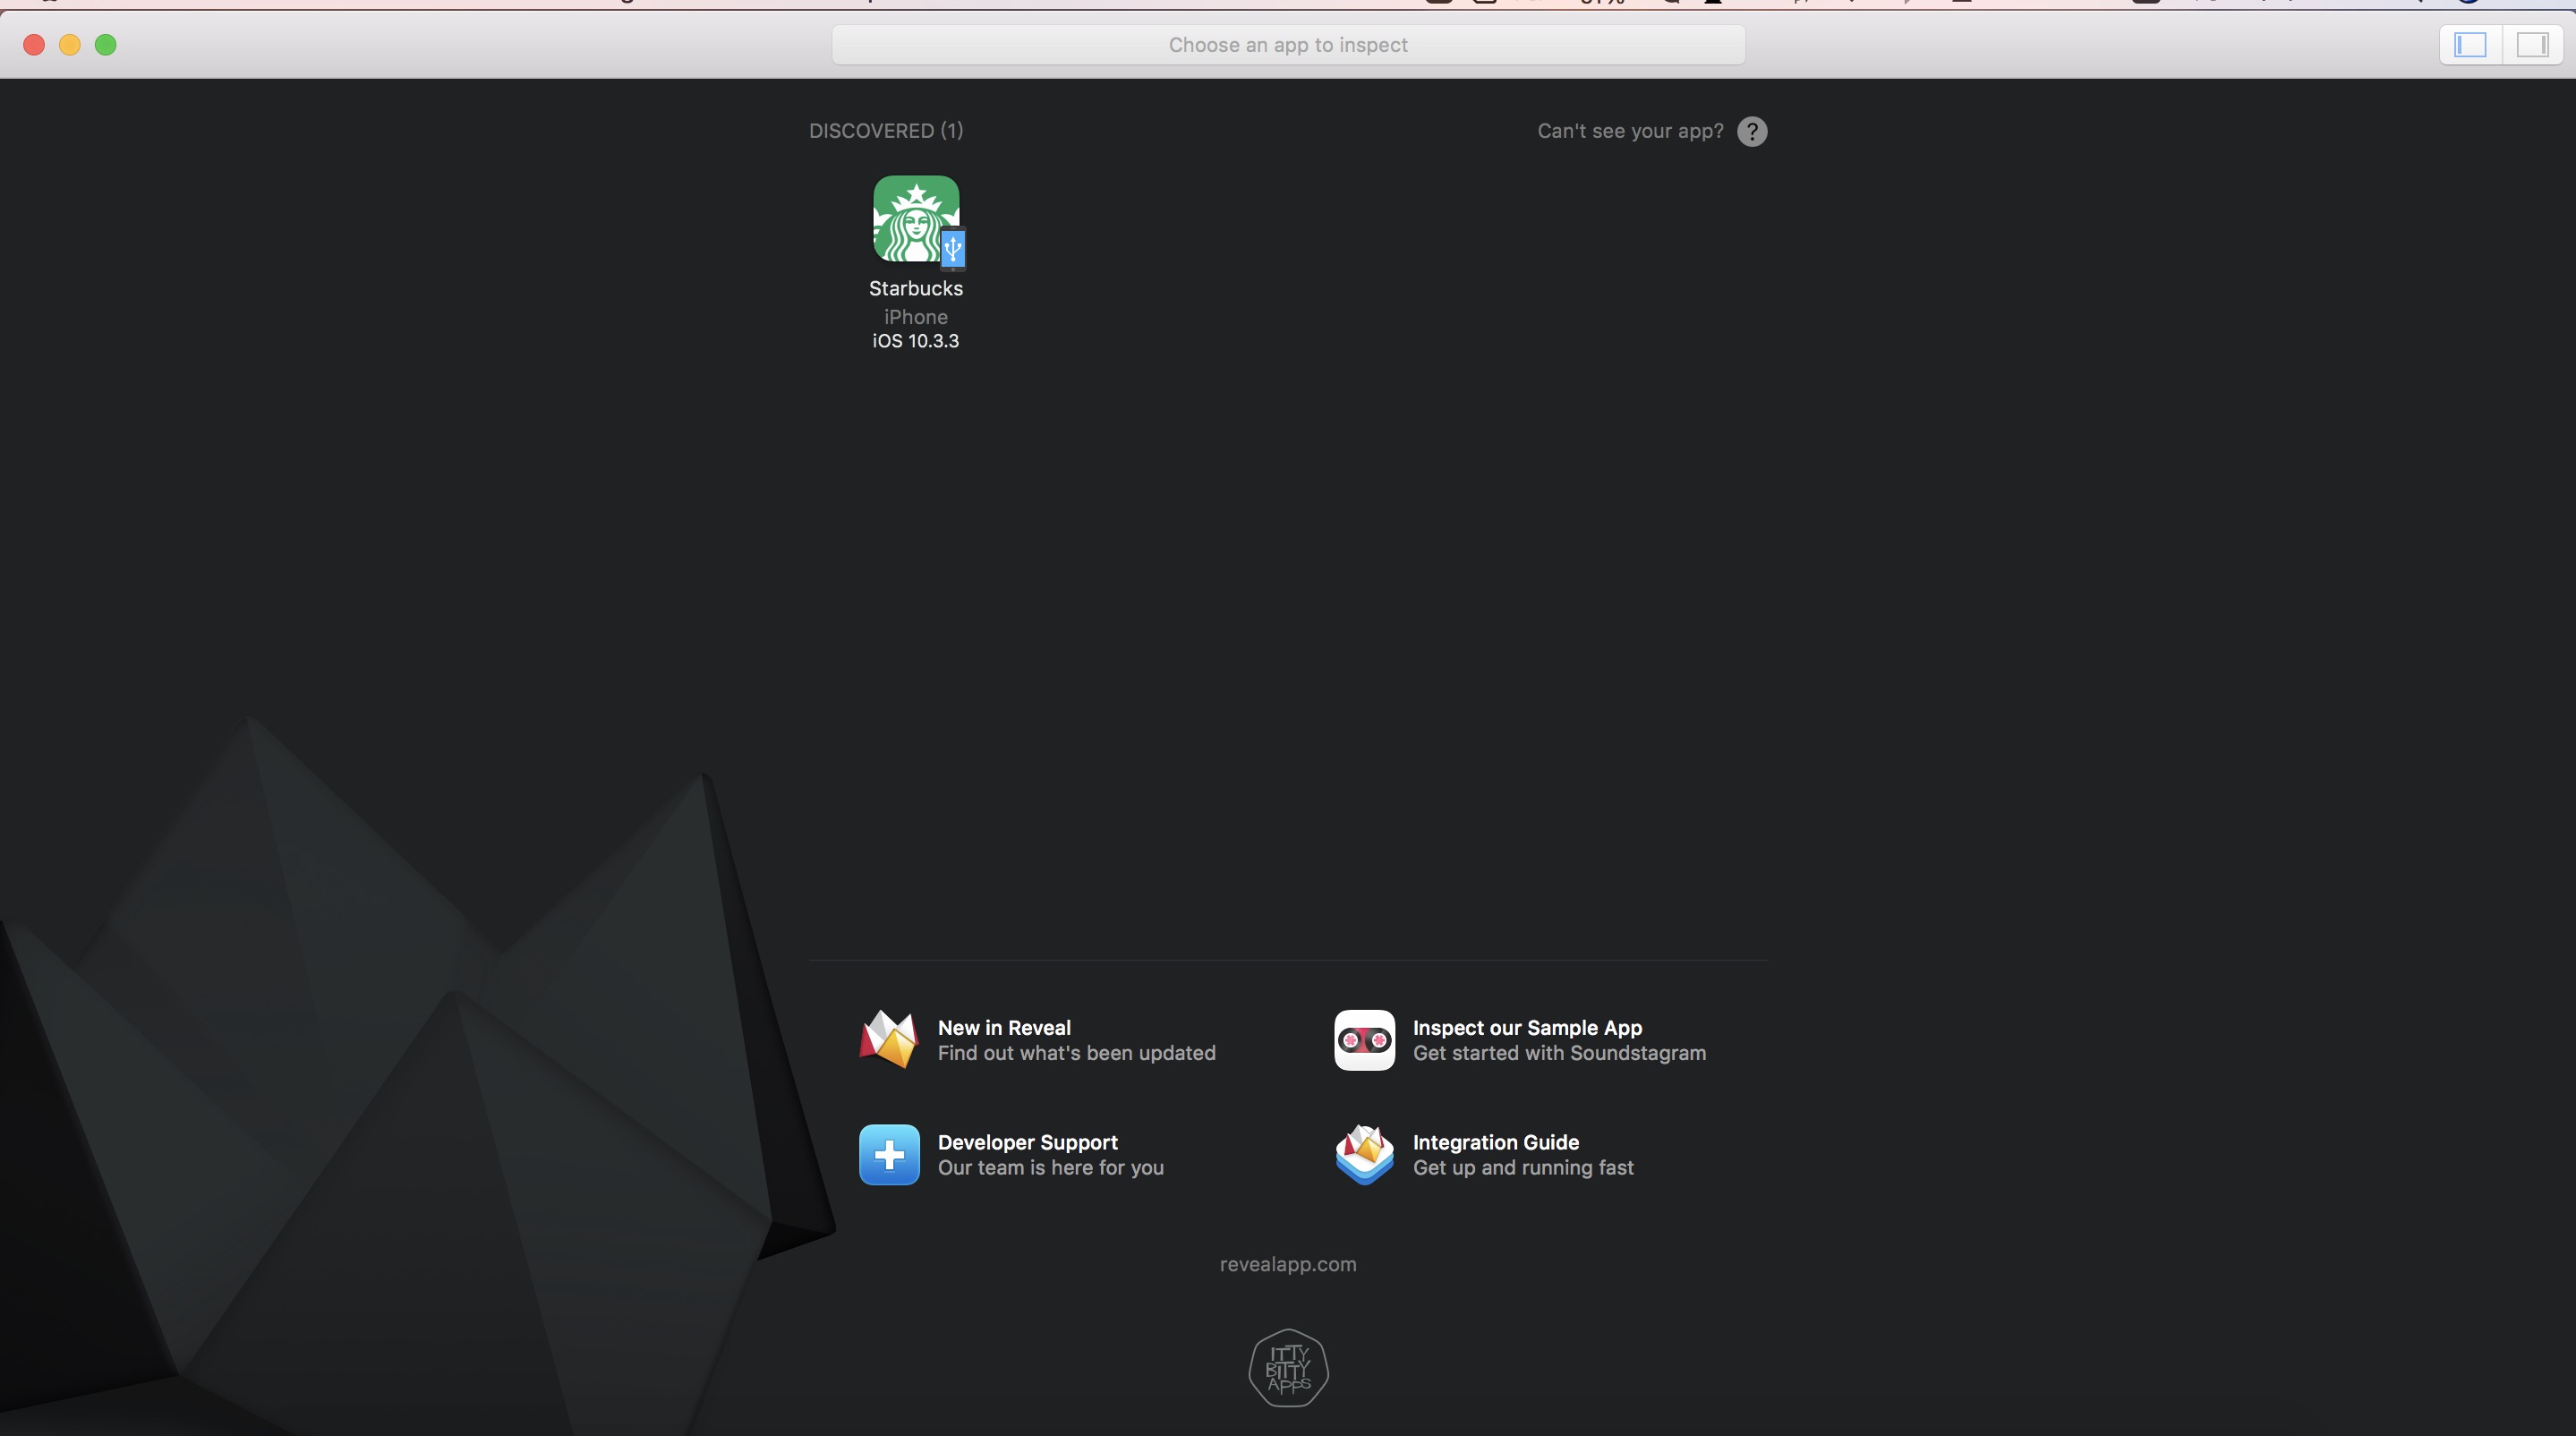 Choose an app to inspect
DISCOVERED (1)
Can't see your app? ?
Starbucks
iPhone
iOS 10.3.3
New in Reveal
Find out what's been updated
Inspect our Sample App
Get started with Soundstagram
Developer Support
Our team is here for you
Integration Guide
Get up and running fast
revealapp.com
ITTY
BITTY
APPS